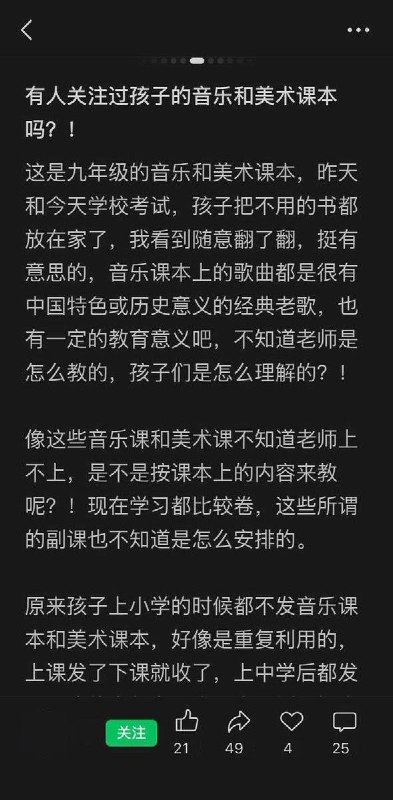 有人关注过孩子的音乐和美术课本
吗？！
这是九年级的音乐和美术课本，昨天
和今天学校考试，孩子把不用的书都
放在家了，我看到随意翻了翻，挺有
意思的，音乐课本上的歌曲都是很有
中国特色或历史意义的经典老歌，也
有一定的教育意义吧，不知道老师是
怎么教的，孩子们是怎么理解的？！
像这些音乐课和美术课不知道老师上
不上，是不是按课本上的内容来教
呢？！现在学习都比较卷，这些所谓
的副课也不知道是怎么安排的。
原来孩子上小学的时候都不发音乐课
本和美术课本，好像是重复利用的，
上课发了下课就收了，上中学后都发
关注
21
49
4
25